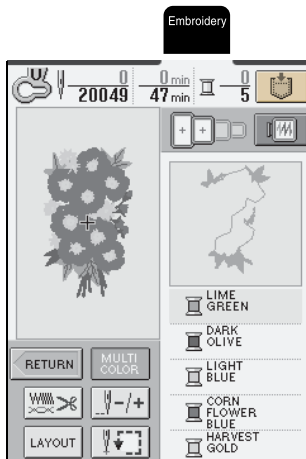 Embroidery
U
0 0 min 0
20049 47 min 5
LIME
GREEN
DARK
OLIVE
RETURN MULTI
COLOR
LIGHT
BLUE
-/+
CORN
FLOWER
BLUE
LAYOUT
HARVEST
GOLD